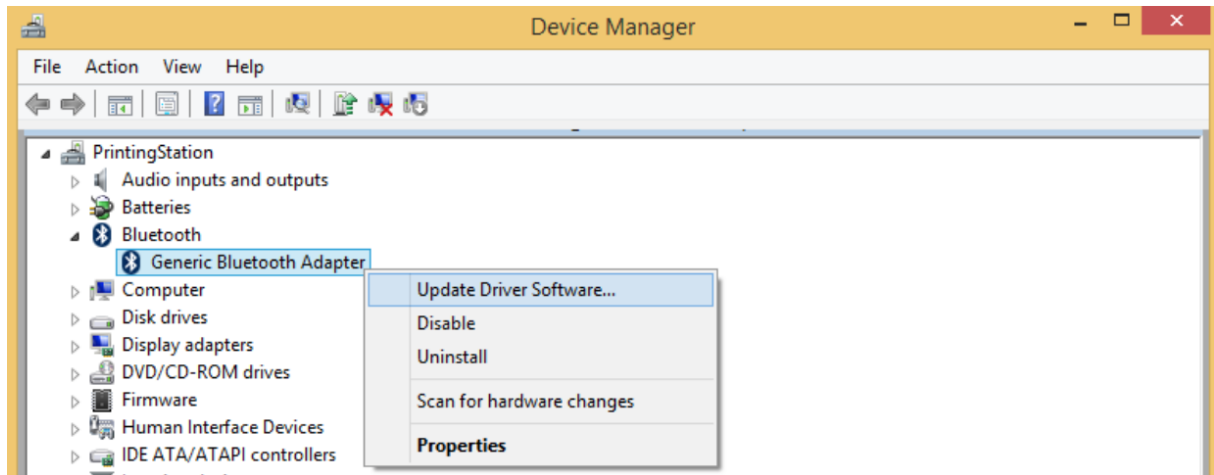 Device Manager
File Action View Help
PrintingStation
Audio inputs and outputs
Batteries
Bluetooth
Generic Bluetooth Adapter
Computer
Disk drives
Display adapters
DVD/CD-ROM drives
Firmware
Human Interface Devices
IDE ATA/ATAPI controllers
Update Driver Software...
Disable
Uninstall
Scan for hardware changes
Properties